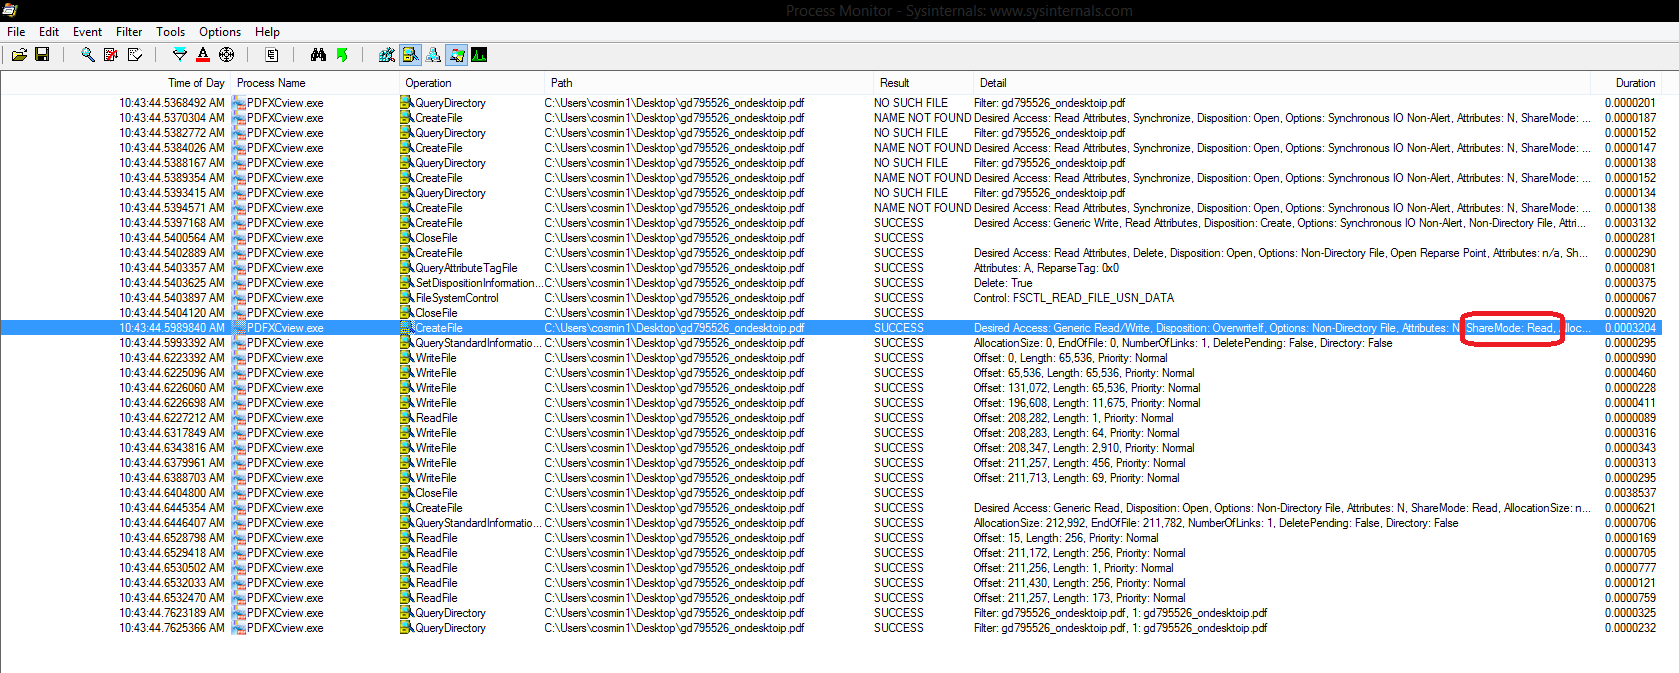 Process Monitor - Sysinternals: www.sysinternals.com
File Edit Event Filter Tools Options Help
Time of Day Process Name Operation Path Result Detail Duration
10:43:44.5368492 AM PDFXCview.exe QueryDirectory C:\Users\cosmin1\Desktop\gd795526_ondesktoip.pdf NO SUCH FILE Filter: gd795526_ondesktoip.pdf 0.0000201
10:43:44.5370304 AM PDFXCview.exe CreateFile C:\Users\cosmin1\Desktop\gd795526_ondesktoip.pdf NAME NOT FOUND Desired Access: Read Attributes, Synchronize, Disposition: Open, Options: Synchronous IO Non-Alert, Attributes: N, ShareMode: ... 0.0000187
10:43:44.5382772 AM PDFXCview.exe QueryDirectory C:\Users\cosmin1\Desktop\gd795526_ondesktoip.pdf NO SUCH FILE Filter: gd795526_ondesktoip.pdf 0.0000152
10:43:44.5384026 AM PDFXCview.exe CreateFile C:\Users\cosmin1\Desktop\gd795526_ondesktoip.pdf NAME NOT FOUND Desired Access: Read Attributes, Synchronize, Disposition: Open, Options: Synchronous IO Non-Alert, Attributes: N, ShareMode: ... 0.0000147
10:43:44.5388167 AM PDFXCview.exe QueryDirectory C:\Users\cosmin1\Desktop\gd795526_ondesktoip.pdf NO SUCH FILE Filter: gd795526_ondesktoip.pdf 0.0000138
10:43:44.5389354 AM PDFXCview.exe CreateFile C:\Users\cosmin1\Desktop\gd795526_ondesktoip.pdf NAME NOT FOUND Desired Access: Read Attributes, Synchronize, Disposition: Open, Options: Synchronous IO Non-Alert, Attributes: N, ShareMode: ... 0.0000152
10:43:44.5393415 AM PDFXCview.exe QueryDirectory C:\Users\cosmin1\Desktop\gd795526_ondesktoip.pdf NO SUCH FILE Filter: gd795526_ondesktoip.pdf 0.0000134
10:43:44.5394571 AM PDFXCview.exe CreateFile C:\Users\cosmin1\Desktop\gd795526_ondesktoip.pdf NAME NOT FOUND Desired Access: Read Attributes, Synchronize, Disposition: Open, Options: Synchronous IO Non-Alert, Attributes: N, ShareMode: ... 0.0000138
10:43:44.5397168 AM PDFXCview.exe CreateFile C:\Users\cosmin1\Desktop\gd795526_ondesktoip.pdf SUCCESS Desired Access: Generic Write, Read Attributes, Disposition: Create, Options: Synchronous IO Non-Alert, Non-Directory File, Attri... 0.0003132
10:43:44.5400564 AM PDFXCview.exe CloseFile C:\Users\cosmin1\Desktop\gd795526_ondesktoip.pdf SUCCESS 0.0000281
10:43:44.5402889 AM PDFXCview.exe CreateFile C:\Users\cosmin1\Desktop\gd795526_ondesktoip.pdf SUCCESS Desired Access: Read Attributes, Delete, Disposition: Open, Options: Non-Directory File, Open Reparse Point, Attributes: n/a, Sh... 0.0000290
10:43:44.5403357 AM PDFXCview.exe QueryAttributeTagFile C:\Users\cosmin1\Desktop\gd795526_ondesktoip.pdf SUCCESS Attributes: A, ReparseTag: 0x0 0.0000081
10:43:44.5403625 AM PDFXCview.exe SetDispositionInformation... C:\Users\cosmin1\Desktop\gd795526_ondesktoip.pdf SUCCESS Delete: True 0.0000375
10:43:44.5403897 AM PDFXCview.exe FileSystemControl C:\Users\cosmin1\Desktop\gd795526_ondesktoip.pdf SUCCESS Control: FSCTL_READ_FILE_USN_DATA 0.0000067
10:43:44.5404120 AM PDFXCview.exe CloseFile C:\Users\cosmin1\Desktop\gd795526_ondesktoip.pdf SUCCESS 0.0000920
10:43:44.5989840 AM PDFXCview.exe CreateFile C:\Users\cosmin1\Desktop\gd795526_ondesktoip.pdf SUCCESS Desired Access: Generic Read/Write, Disposition: OverwriteIf, Options: Non-Directory File, Attributes: N, ShareMode: Read, Alloc... 0.0003204
10:43:44.5993392 AM PDFXCview.exe QueryStandardInformatio... C:\Users\cosmin1\Desktop\gd795526_ondesktoip.pdf SUCCESS AllocationSize: 0, EndOfFile: 0, NumberOfLinks: 1, DeletePending: False, Directory: False 0.0000295
10:43:44.6223392 AM PDFXCview.exe WriteFile C:\Users\cosmin1\Desktop\gd795526_ondesktoip.pdf SUCCESS Offset: 0, Length: 65,536, Priority: Normal 0.0000990
10:43:44.6225096 AM PDFXCview.exe WriteFile C:\Users\cosmin1\Desktop\gd795526_ondesktoip.pdf SUCCESS Offset: 65,536, Length: 65,536, Priority: Normal 0.0000460
10:43:44.6226060 AM PDFXCview.exe WriteFile C:\Users\cosmin1\Desktop\gd795526_ondesktoip.pdf SUCCESS Offset: 131,072, Length: 65,536, Priority: Normal 0.0000228
10:43:44.6226698 AM PDFXCview.exe WriteFile C:\Users\cosmin1\Desktop\gd795526_ondesktoip.pdf SUCCESS Offset: 196,608, Length: 11,675, Priority: Normal 0.0000411
10:43:44.6227212 AM PDFXCview.exe ReadFile C:\Users\cosmin1\Desktop\gd795526_ondesktoip.pdf SUCCESS Offset: 208,282, Length: 1, Priority: Normal 0.0000089
10:43:44.6317849 AM PDFXCview.exe WriteFile C:\Users\cosmin1\Desktop\gd795526_ondesktoip.pdf SUCCESS Offset: 208,283, Length: 64, Priority: Normal 0.0000316
10:43:44.6343816 AM PDFXCview.exe WriteFile C:\Users\cosmin1\Desktop\gd795526_ondesktoip.pdf SUCCESS Offset: 208,347, Length: 2,910, Priority: Normal 0.0000343
10:43:44.6379961 AM PDFXCview.exe WriteFile C:\Users\cosmin1\Desktop\gd795526_ondesktoip.pdf SUCCESS Offset: 211,257, Length: 456, Priority: Normal 0.0000313
10:43:44.6388703 AM PDFXCview.exe WriteFile C:\Users\cosmin1\Desktop\gd795526_ondesktoip.pdf SUCCESS Offset: 211,713, Length: 69, Priority: Normal 0.0000295
10:43:44.6404800 AM PDFXCview.exe CloseFile C:\Users\cosmin1\Desktop\gd795526_ondesktoip.pdf SUCCESS 0.0038537
10:43:44.6445354 AM PDFXCview.exe CreateFile C:\Users\cosmin1\Desktop\gd795526_ondesktoip.pdf SUCCESS Desired Access: Generic Read, Disposition: Open, Options: Non-Directory File, Attributes: N, ShareMode: Read, AllocationSize: n... 0.0000621
10:43:44.6446407 AM PDFXCview.exe QueryStandardInformatio... C:\Users\cosmin1\Desktop\gd795526_ondesktoip.pdf SUCCESS AllocationSize: 212,992, EndOfFile: 211,782, NumberOfLinks: 1, DeletePending: False, Directory: False 0.0000706
10:43:44.6528798 AM PDFXCview.exe ReadFile C:\Users\cosmin1\Desktop\gd795526_ondesktoip.pdf SUCCESS Offset: 15, Length: 256, Priority: Normal 0.0000169
10:43:44.6529418 AM PDFXCview.exe ReadFile C:\Users\cosmin1\Desktop\gd795526_ondesktoip.pdf SUCCESS Offset: 211,172, Length: 256, Priority: Normal 0.0000705
10:43:44.6530502 AM PDFXCview.exe ReadFile C:\Users\cosmin1\Desktop\gd795526_ondesktoip.pdf SUCCESS Offset: 211,256, Length: 1, Priority: Normal 0.0000777
10:43:44.6532033 AM PDFXCview.exe ReadFile C:\Users\cosmin1\Desktop\gd795526_ondesktoip.pdf SUCCESS Offset: 211,430, Length: 256, Priority: Normal 0.0000121
10:43:44.6532470 AM PDFXCview.exe ReadFile C:\Users\cosmin1\Desktop\gd795526_ondesktoip.pdf SUCCESS Offset: 211,257, Length: 173, Priority: Normal 0.0000759
10:43:44.7623189 AM PDFXCview.exe QueryDirectory C:\Users\cosmin1\Desktop\gd795526_ondesktoip.pdf SUCCESS Filter: gd795526_ondesktoip.pdf, 1: gd795526_ondesktoip.pdf 0.0000325
10:43:44.7625366 AM PDFXCview.exe QueryDirectory C:\Users\cosmin1\Desktop\gd795526_ondesktoip.pdf SUCCESS Filter: gd795526_ondesktoip.pdf, 1: gd795526_ondesktoip.pdf 0.0000232